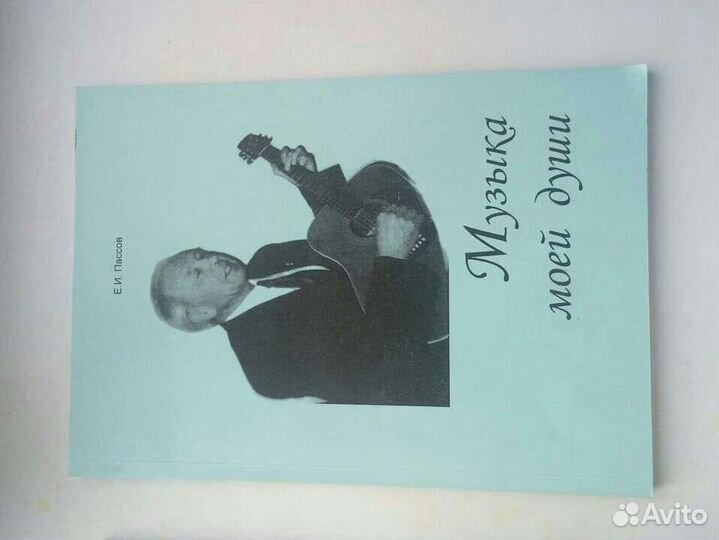 Е.И. Пассов
Музыка
моей души
Avito